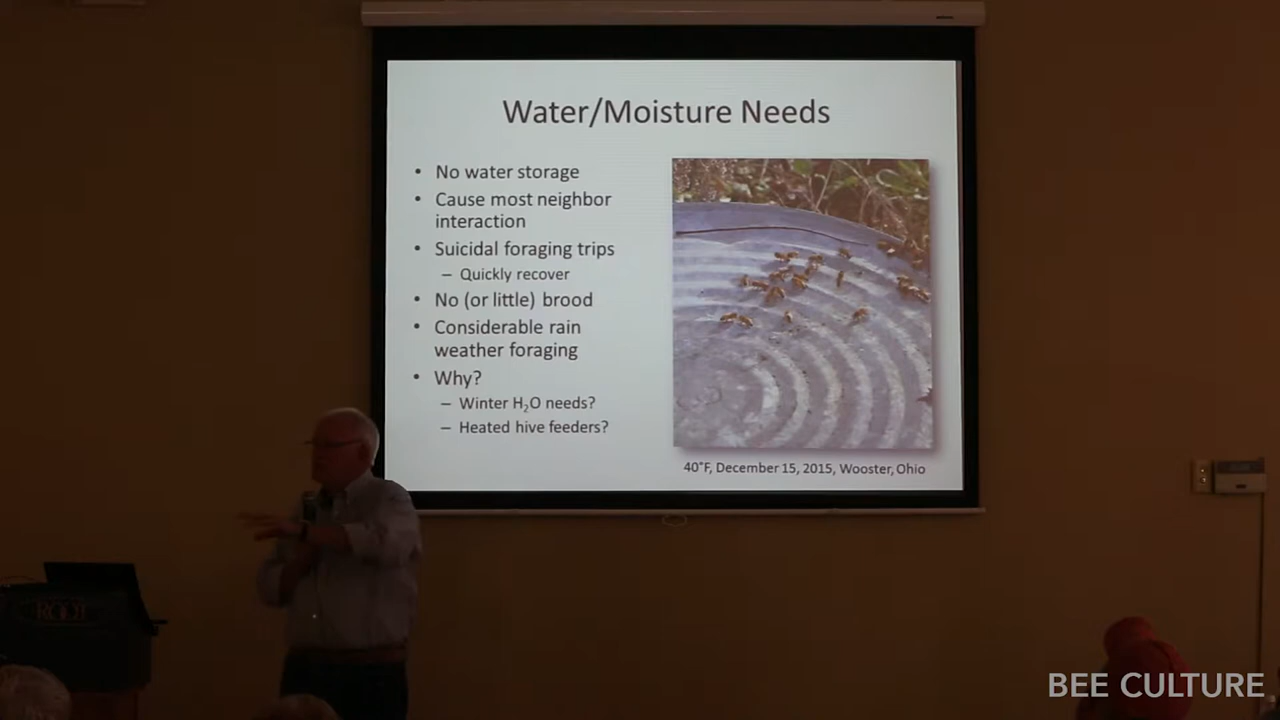 Water/Moisture Needs
• No water storage
• Cause most neighbor
interaction
• Suicidal foraging trips
– Quickly recover
• No (or little) brood
• Considerable rain
weather foraging
• Why?
– Winter H₂O needs?
– Heated hive feeders?
40°F, December 15, 2015, Wooster, Ohio
ROOT
BEE CULTURE